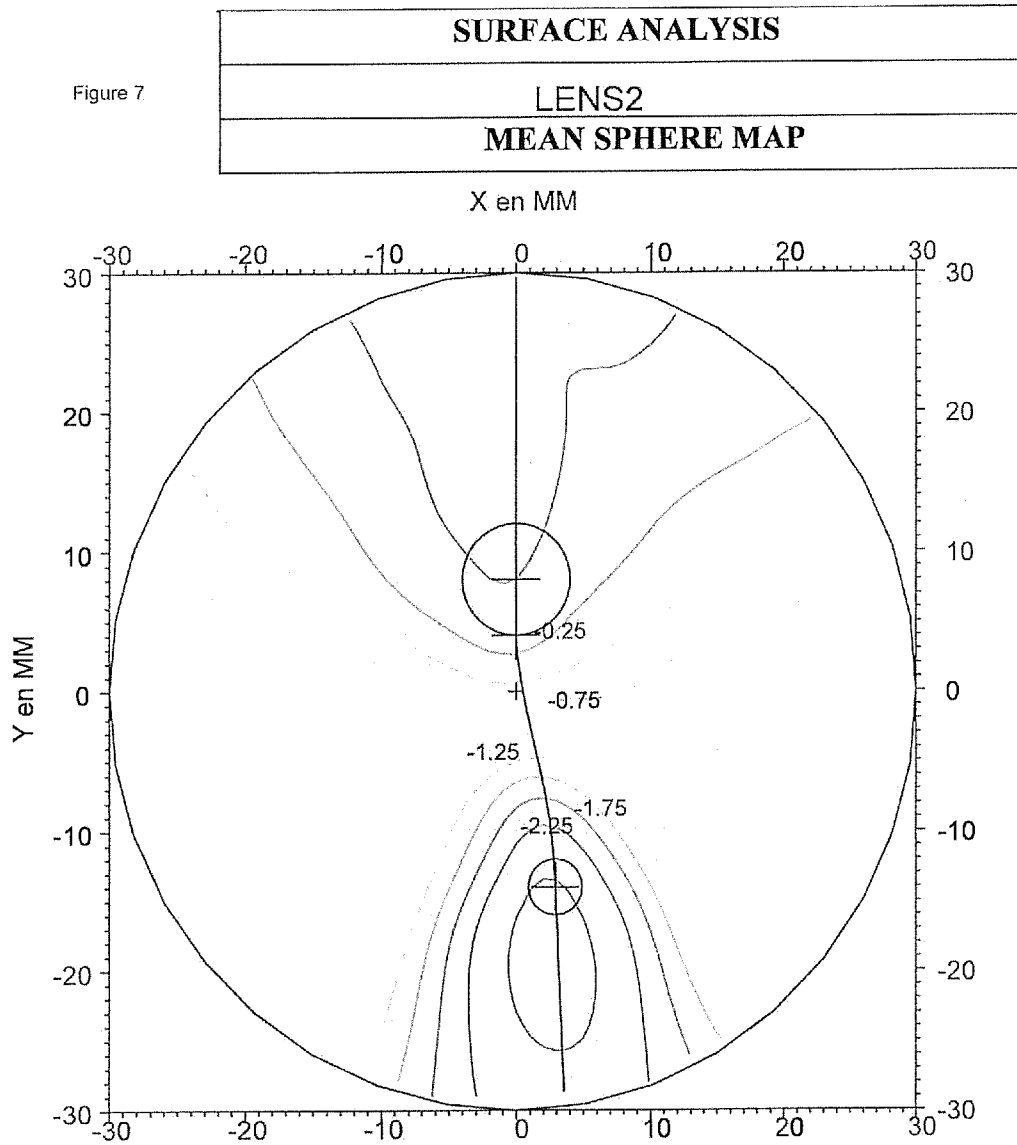 SURFACE ANALYSIS
Figure 7
LENS2
MEAN SPHERE MAP
X en MM
-30 -20 -10 0 10 20 30
30 30
20 20
10 10
-0.25
Y en MM
0 0
-0.75
-1.25
-1.75
-10 -2.25 -10
-20 -20
-30 -30
-30 -20 -10 0 10 20 30